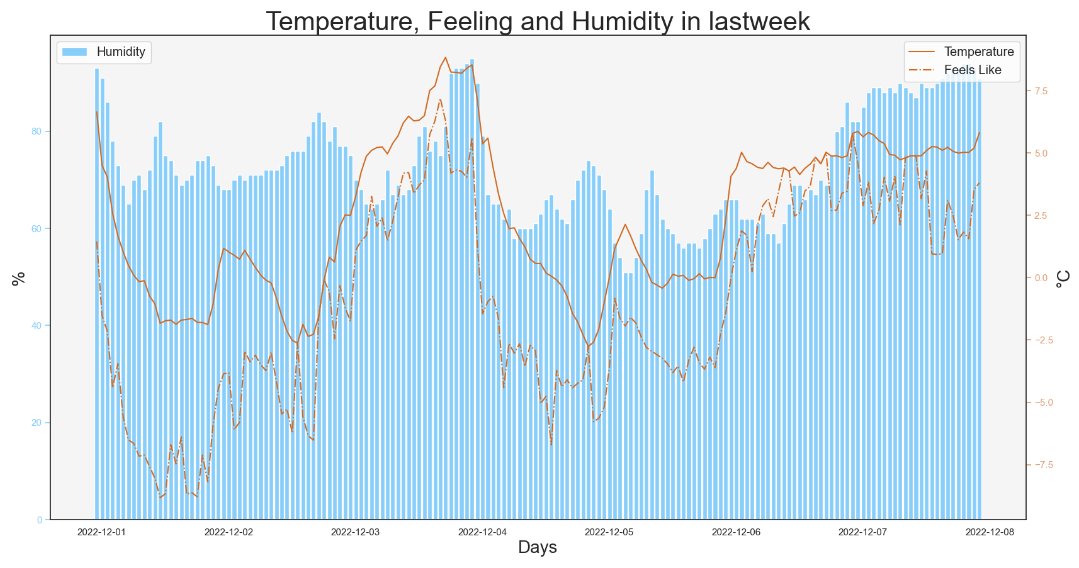 Temperature, Feeling and Humidity in lastweek
Humidity
Temperature
Feels Like
80
60
40
20
0
%
7.5
5.0
2.5
0.0
−2.5
−5.0
−7.5
°C
2022-12-01 2022-12-02 2022-12-03 2022-12-04 2022-12-05 2022-12-06 2022-12-07 2022-12-08
Days